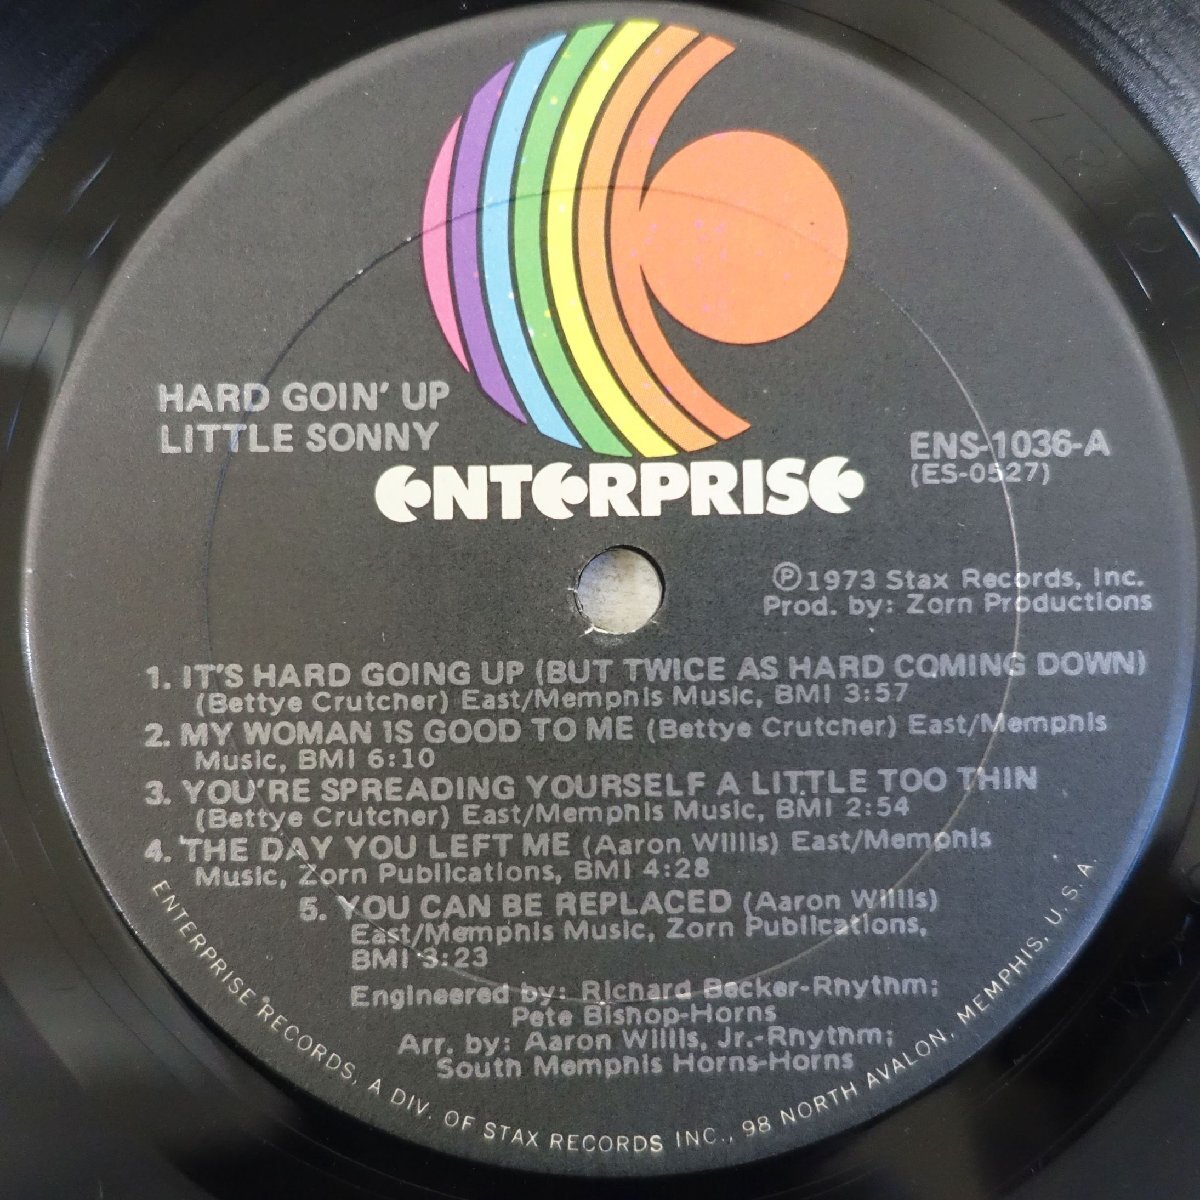 HARD GOIN' UP
LITTLE SONNY
ENTERPRISE
ENS-1036-A
(ES-0527)
Ⓟ1973 Stax Records, Inc.
Prod. by: Zorn Productions
1. IT'S HARD GOING UP (BUT TWICE AS HARD COMING DOWN)
(Bettye Crutcher) East/Memphis Music, BMI 3:57
2. MY WOMAN IS GOOD TO ME (Bettye Crutcher) East/Memphis
Music, BMI 6:10
3. YOU'RE SPREADING YOURSELF A LITTLE TOO THIN
(Bettye Crutcher) East/Memphis Music, BMI 2:54
4. THE DAY YOU LEFT ME (Aaron Willis) East/Memphis
Music, Zorn Publications, BMI 4:28
5. YOU CAN BE REPLACED (Aaron Willis)
East/Memphis Music, Zorn Publications,
BMI 3:23
Engineered by: Richard Becker-Rhythm;
Pete Bishop-Horns
Arr. by: Aaron Willis, Jr.-Rhythm;
South Memphis Horns-Horns
ENTERPRISE RECORDS, A DIV. OF STAX RECORDS INC., 98 NORTH AVALON, MEMPHIS, U.S.A.